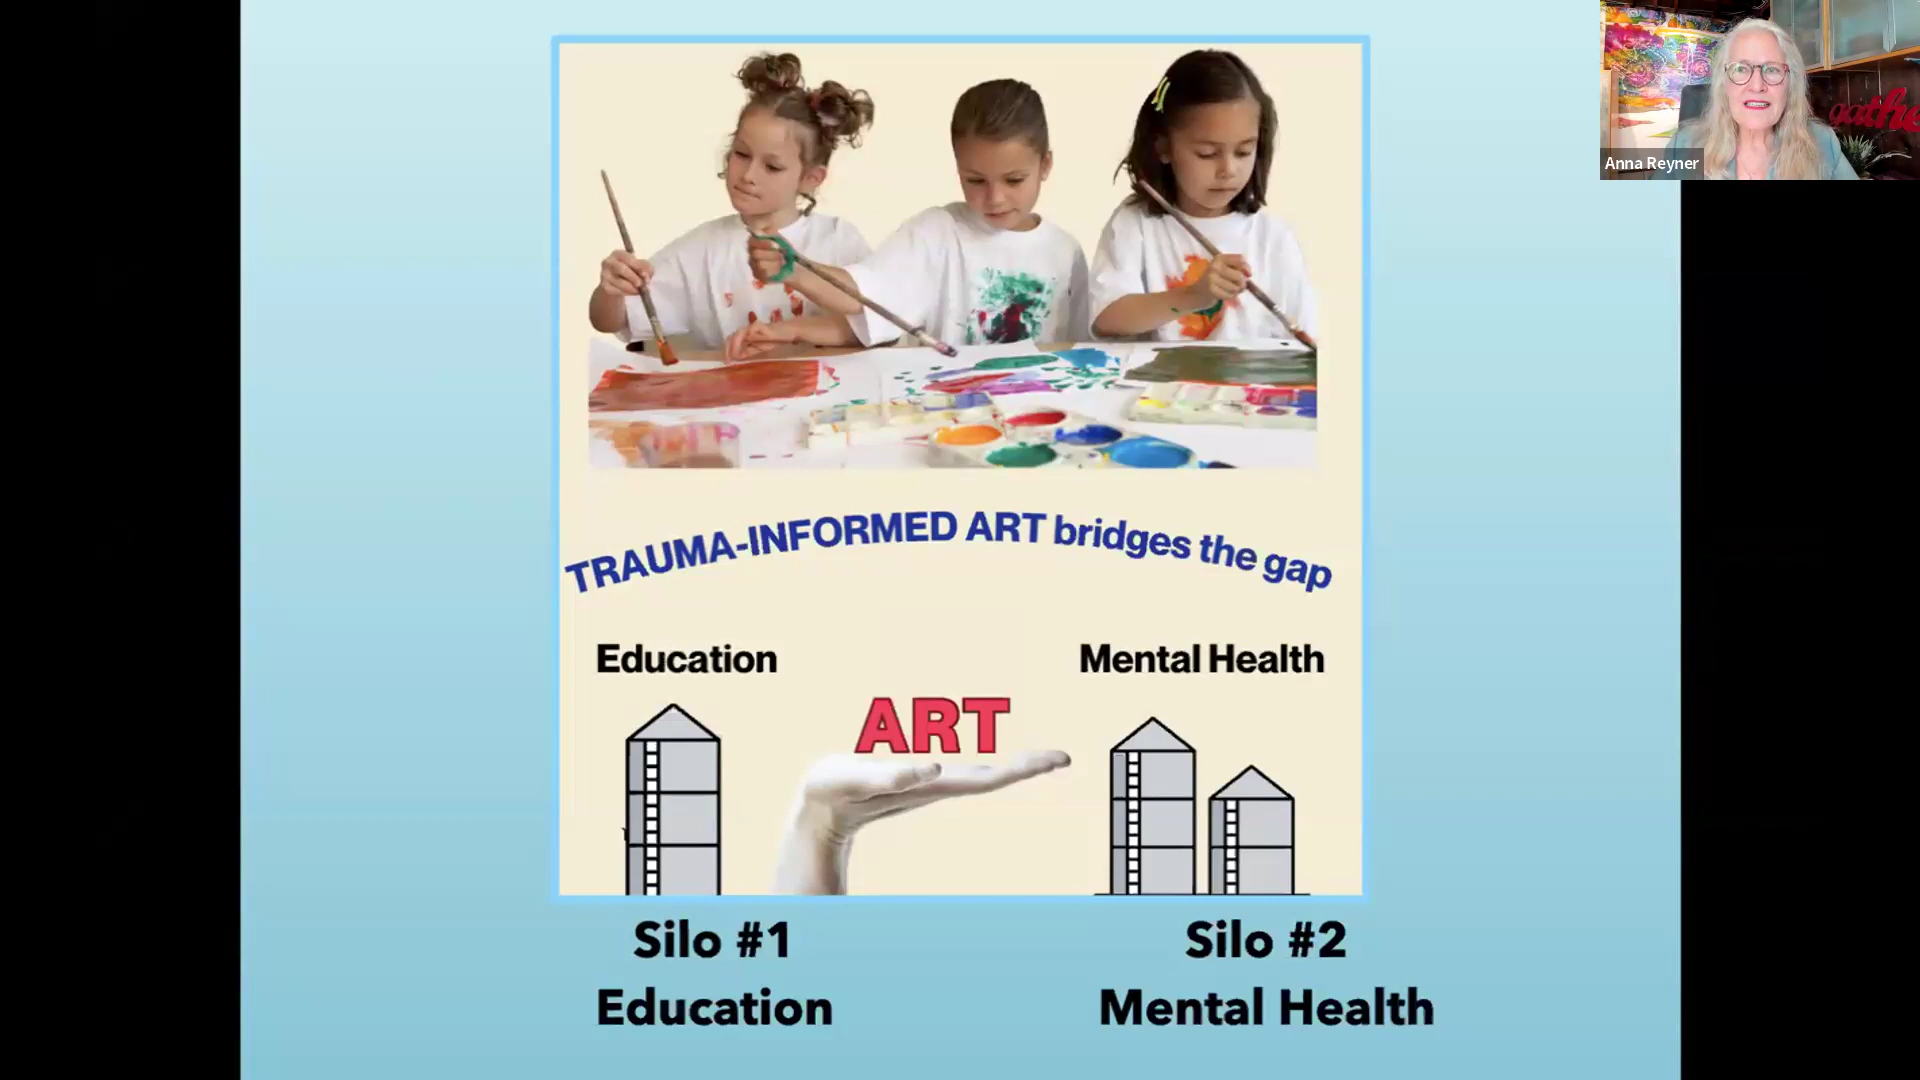 Anna Reyner
TRAUMA-INFORMED ART bridges the gap
Education
Mental Health
ART
Silo #1
Silo #2
Education
Mental Health